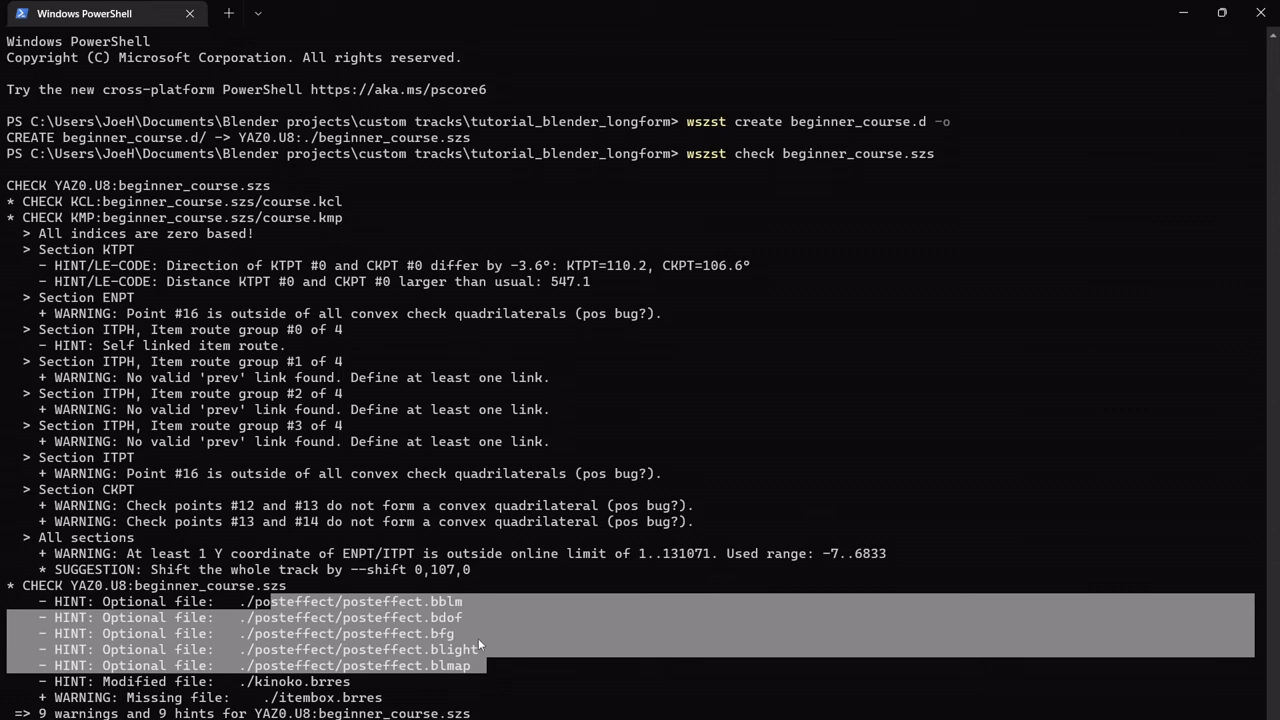 Windows PowerShell
Windows PowerShell
Copyright (C) Microsoft Corporation. All rights reserved.
Try the new cross-platform PowerShell https://aka.ms/pscore6
PS C:\Users\JoeH\Documents\Blender projects\custom tracks\tutorial_blender_longform> wszst create beginner_course.d -o
CREATE beginner_course.d/ -> YAZ0.U8:./beginner_course.szs
PS C:\Users\JoeH\Documents\Blender projects\custom tracks\tutorial_blender_longform> wszst check beginner_course.szs
CHECK YAZ0.U8:beginner_course.szs
* CHECK KCL:beginner_course.szs/course.kcl
* CHECK KMP:beginner_course.szs/course.kmp
> All indices are zero based!
> Section KTPT
- HINT/LE-CODE: Direction of KTPT #0 and CKPT #0 differ by -3.6°: KTPT=110.2, CKPT=106.6°
- HINT/LE-CODE: Distance KTPT #0 and CKPT #0 larger than usual: 547.1
> Section ENPT
+ WARNING: Point #16 is outside of all convex check quadrilaterals (pos bug?).
> Section ITPH, Item route group #0 of 4
- HINT: Self linked item route.
> Section ITPH, Item route group #1 of 4
+ WARNING: No valid 'prev' link found. Define at least one link.
> Section ITPH, Item route group #2 of 4
+ WARNING: No valid 'prev' link found. Define at least one link.
> Section ITPH, Item route group #3 of 4
+ WARNING: No valid 'prev' link found. Define at least one link.
> Section ITPT
+ WARNING: Point #16 is outside of all convex check quadrilaterals (pos bug?).
> Section CKPT
+ WARNING: Check points #12 and #13 do not form a convex quadrilateral (pos bug?).
+ WARNING: Check points #13 and #14 do not form a convex quadrilateral (pos bug?).
> All sections
+ WARNING: At least 1 Y coordinate of ENPT/ITPT is outside online limit of 1..131071. Used range: -7..6833
* SUGGESTION: Shift the whole track by --shift 0,107,0
* CHECK YAZ0.U8:beginner_course.szs
- HINT: Optional file: ./posteffect/posteffect.bblm
- HINT: Optional file: ./posteffect/posteffect.bdof
- HINT: Optional file: ./posteffect/posteffect.bfg
- HINT: Optional file: ./posteffect/posteffect.blight
- HINT: Optional file: ./posteffect/posteffect.blmap
- HINT: Modified file: ./kinoko.brres
+ WARNING: Missing file: ./itembox.brres
=> 9 warnings and 9 hints for YAZ0.U8:beginner_course.szs